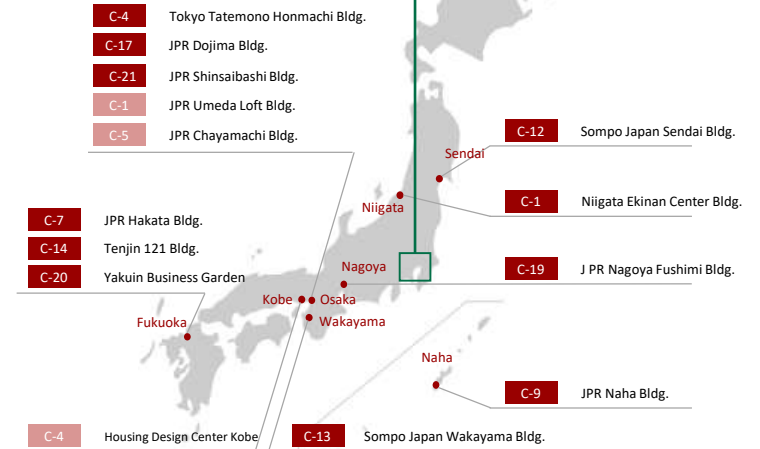 C-4 Tokyo Tatemono Honmachi Bldg.
C-17 JPR Dojima Bldg.
C-21 JPR Shinsaibashi Bldg.
C-1 JPR Umeda Loft Bldg.
C-5 JPR Chayamachi Bldg.
C-12 Sompo Japan Sendai Bldg.
Sendai
C-1 Niigata Ekinan Center Bldg.
Niigata
C-7 JPR Hakata Bldg.
C-14 Tenjin 121 Bldg.
C-20 Yakuin Business Garden
Nagoya
C-19 J PR Nagoya Fushimi Bldg.
Kobe
Osaka
Wakayama
Fukuoka
Naha
C-9 JPR Naha Bldg.
C-4 Housing Design Center Kobe
C-13 Sompo Japan Wakayama Bldg.